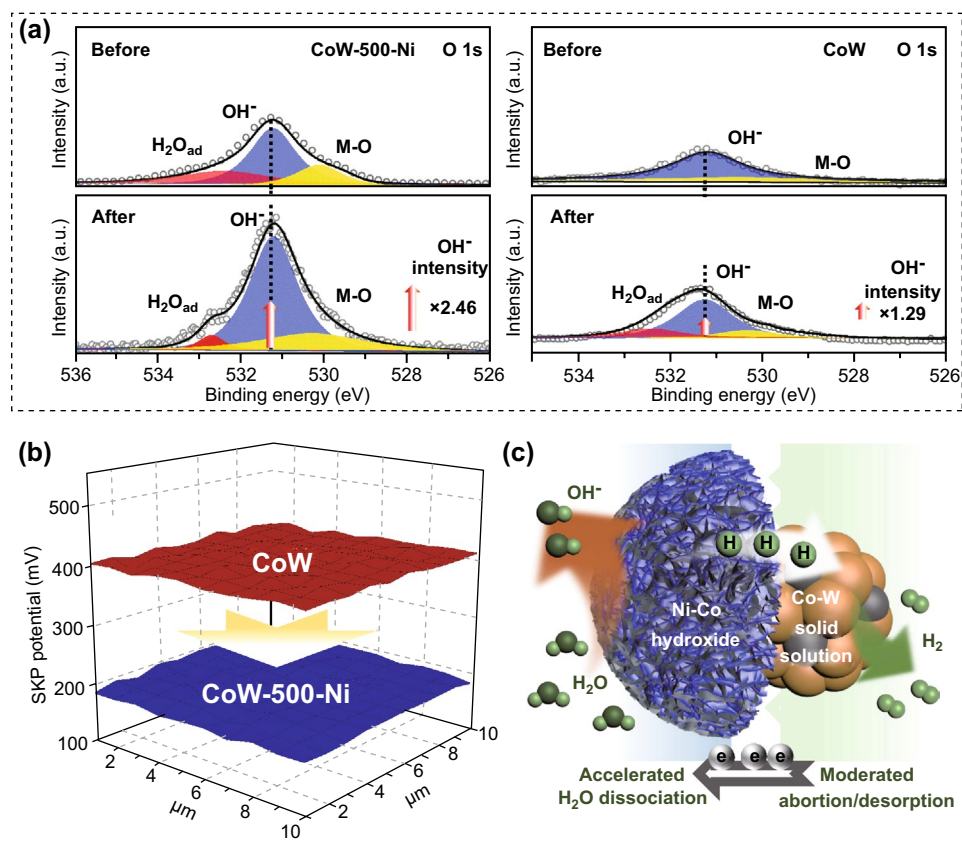 (a)
Before CoW-500-Ni O 1s
OH⁻
H₂Oₐd
M-O
Intensity (a.u.)
After
OH⁻
H₂Oₐd
M-O
OH⁻
intensity
×2.46
Intensity (a.u.)
536 534 532 530 528 526
Binding energy (eV)
Before CoW O 1s
OH⁻
M-O
Intensity (a.u.)
After
OH⁻
H₂Oₐd
M-O
OH⁻
intensity
×1.29
Intensity (a.u.)
534 532 530 528 526
Binding energy (eV)
(b)
SKP potential (mV)
500
400
300
200
100
CoW
CoW-500-Ni
2 4 6 8 10
µm
2 4 6 8 10
µm
(c)
OH⁻
H H H
Ni-Co
hydroxide
Co-W
solid
solution
H₂
H₂O
e e e
Accelerated
H₂O dissociation
Moderated
abortion/desorption